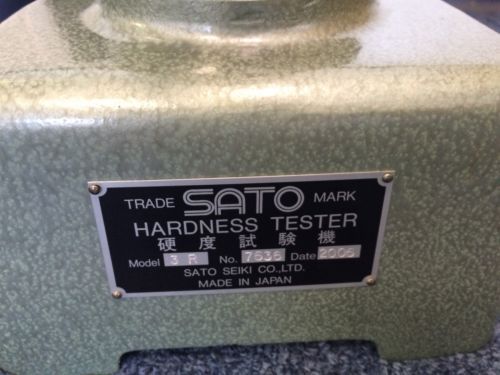 TRADE SATO MARK
HARDNESS TESTER
硬度試験機
Model 3 R No. 7636 Date 2005
SATO SEIKI CO.,LTD.
MADE IN JAPAN